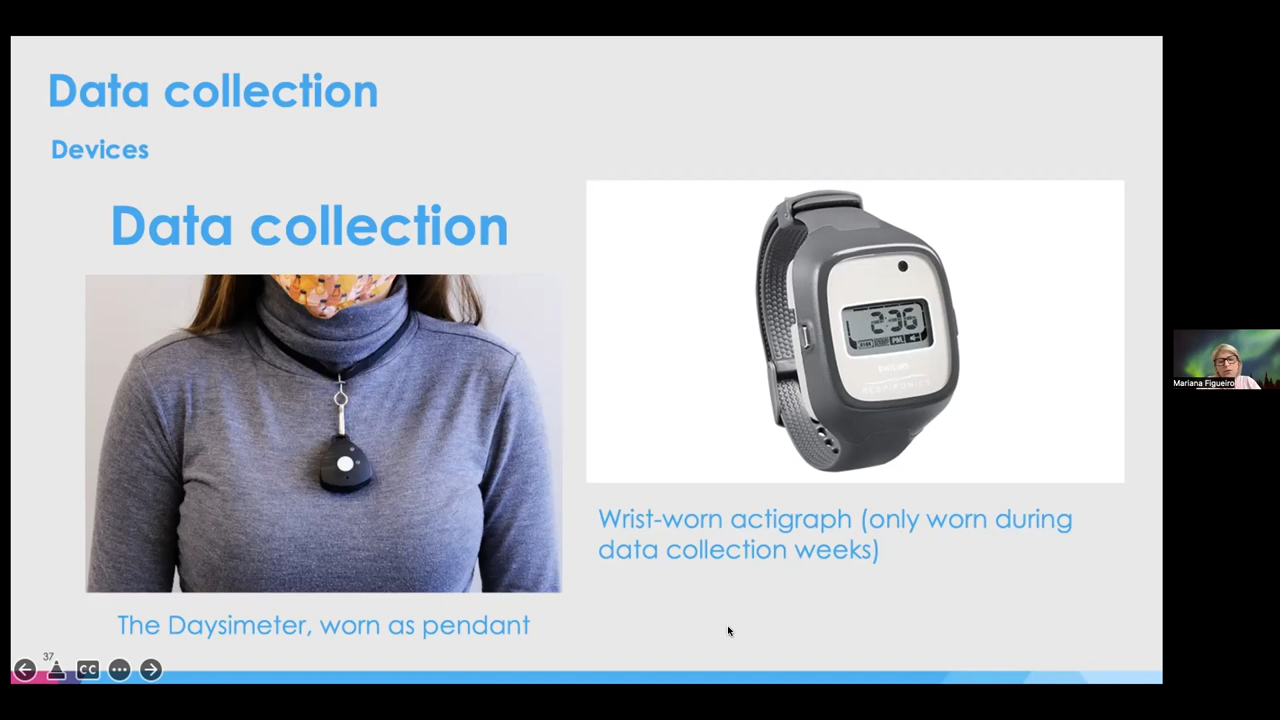 Data collection
Devices
Data collection
2:36
PHILIPS
RESPIRONICS
Wrist-worn actigraph (only worn during
data collection weeks)
The Daysimeter, worn as pendant
37
CC
Mariana Figueiro